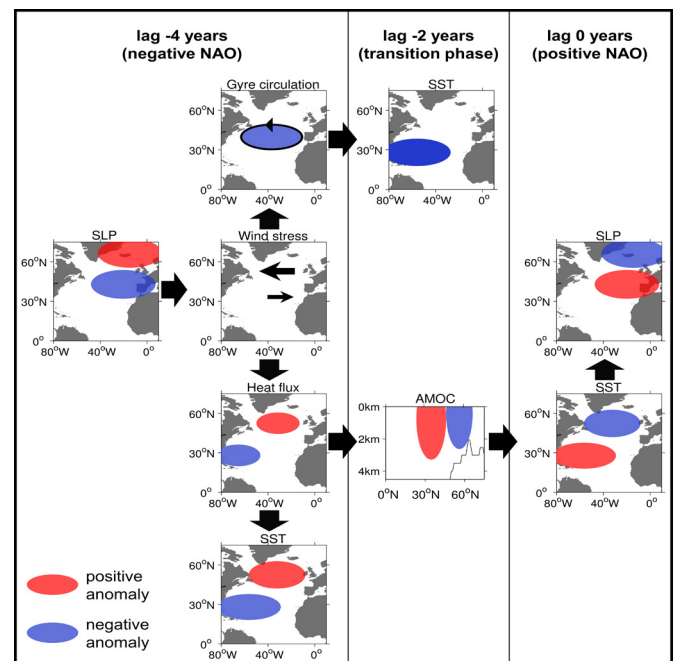 lag -4 years
(negative NAO)
lag -2 years
(transition phase)
lag 0 years
(positive NAO)
Gyre circulation
60°N
30°N
0°
80°W 40°W 0°
SST
60°N
30°N
0°
80°W 40°W 0°
SLP
60°N
30°N
0°
80°W 40°W 0°
Wind stress
60°N
30°N
0°
80°W 40°W 0°
SLP
60°N
30°N
0°
80°W 40°W 0°
Heat flux
60°N
30°N
0°
80°W 40°W 0°
AMOC
0km
2km
4km
0°N 30°N 60°N
SST
60°N
30°N
0°
80°W 40°W 0°
SST
60°N
30°N
0°
80°W 40°W 0°
positive
anomaly
negative
anomaly